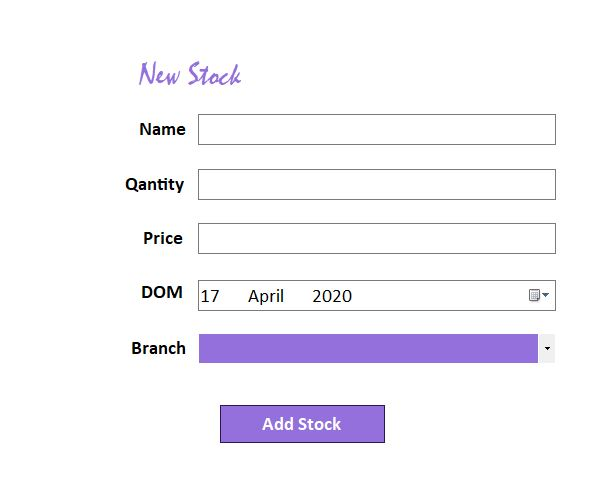 New Stock
Name
Qantity
Price
DOM 17 April 2020
Branch
Add Stock